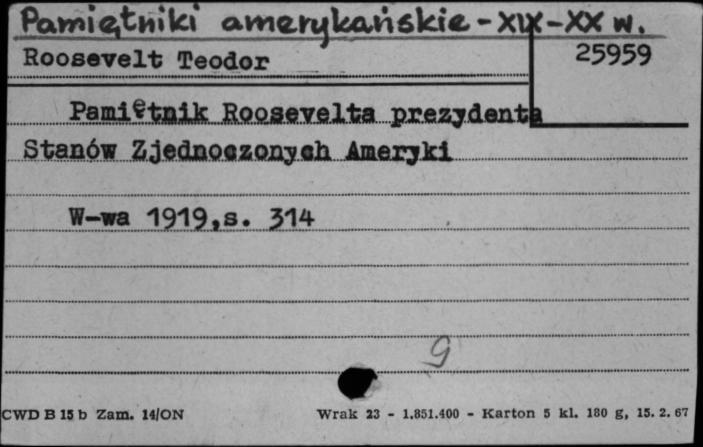 Pamiętniki amerykańskie - XIX-XX w.
Roosevelt Teodor
25959
Pamiętnik Roosevelta prezydenta
Stanów Zjednoczonych Ameryki
W-wa 1919,s. 314
g
CWD B 15 b Zam. 14/ON
Wrak 23 - 1.851.400 - Karton 5 kl. 180 g, 15. 2. 67